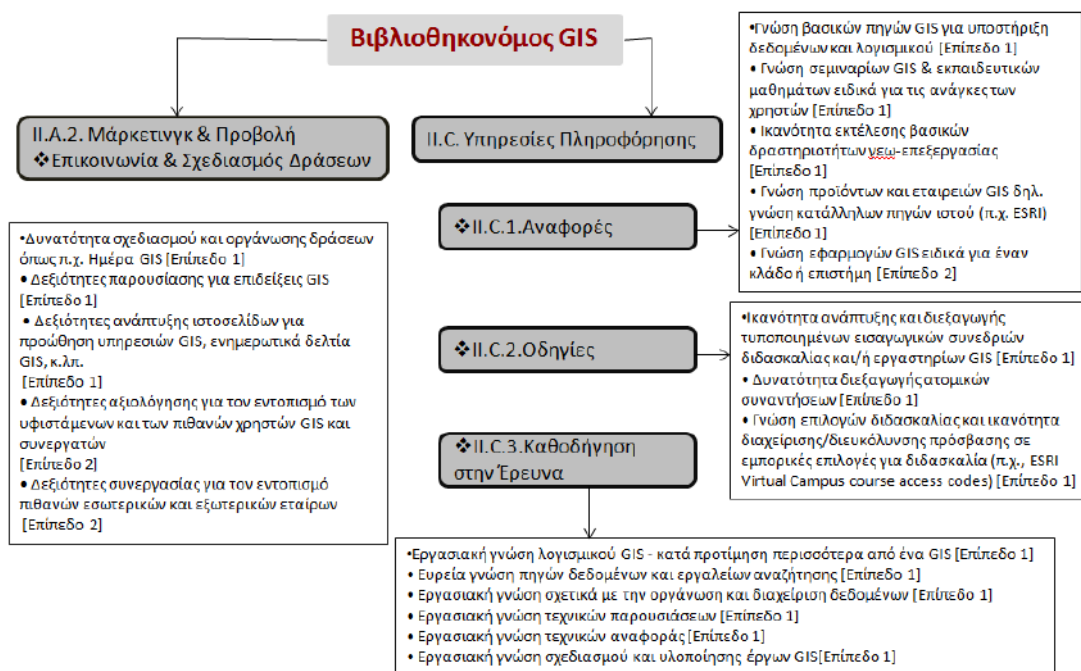 Βιβλιοθηκονόμος GIS
II.A.2. Μάρκετινγκ & Προβολή
❖Επικοινωνία & Σχεδιασμός Δράσεων
•Δυνατότητα σχεδιασμού και οργάνωσης δράσεων
όπως π.χ. Ημέρα GIS [Επίπεδο 1]
• Δεξιότητες παρουσίασης για επιδείξεις GIS
[Επίπεδο 1]
• Δεξιότητες ανάπτυξης ιστοσελίδων για
προώθηση υπηρεσιών GIS, ενημερωτικά δελτία
GIS, κ.λπ.
[Επίπεδο 1]
• Δεξιότητες αξιολόγησης για τον εντοπισμό των
υφιστάμενων και των πιθανών χρηστών GIS και
συνεργατών
[Επίπεδο 2]
• Δεξιότητες συνεργασίας για τον εντοπισμό
πιθανών εσωτερικών και εξωτερικών εταίρων
[Επίπεδο 2]
II.C. Υπηρεσίες Πληροφόρησης
❖II.C.1.Αναφορές
•Γνώση βασικών πηγών GIS για υποστήριξη
δεδομένων και λογισμικού [Επίπεδο 1]
• Γνώση σεμιναρίων GIS & εκπαιδευτικών
μαθημάτων ειδικά για τις ανάγκες των
χρηστών [Επίπεδο 1]
• Ικανότητα εκτέλεσης βασικών
δραστηριοτήτων γεω-επεξεργασίας
[Επίπεδο 1]
• Γνώση προϊόντων και εταιρειών GIS δηλ.
γνώση κατάλληλων πηγών ιστού (π.χ. ESRI)
[Επίπεδο 1]
• Γνώση εφαρμογών GIS ειδικά για έναν
κλάδο ή επιστήμη [Επίπεδο 2]
❖II.C.2.Οδηγίες
•Ικανότητα ανάπτυξης και διεξαγωγής
τυποποιημένων εισαγωγικών συνεδριών
διδασκαλίας και/ή εργαστηρίων GIS [Επίπεδο 1]
• Δυνατότητα διεξαγωγής ατομικών
συναντήσεων [Επίπεδο 1]
• Γνώση επιλογών διδασκαλίας και ικανότητα
διαχείρισης/διευκόλυνσης πρόσβασης σε
εμπορικές επιλογές για διδασκαλία (π.χ., ESRI
Virtual Campus course access codes) [Επίπεδο 1]
❖II.C.3.Καθοδήγηση
στην Έρευνα
•Εργασιακή γνώση λογισμικού GIS - κατά προτίμηση περισσότερα από ένα GIS [Επίπεδο 1]
• Ευρεία γνώση πηγών δεδομένων και εργαλείων αναζήτησης [Επίπεδο 1]
• Εργασιακή γνώση σχετικά με την οργάνωση και διαχείριση δεδομένων [Επίπεδο 1]
• Εργασιακή γνώση τεχνικών παρουσιάσεων [Επίπεδο 1]
• Εργασιακή γνώση τεχνικών αναφοράς [Επίπεδο 1]
• Εργασιακή γνώση σχεδιασμού και υλοποίησης έργων GIS[Επίπεδο 1]